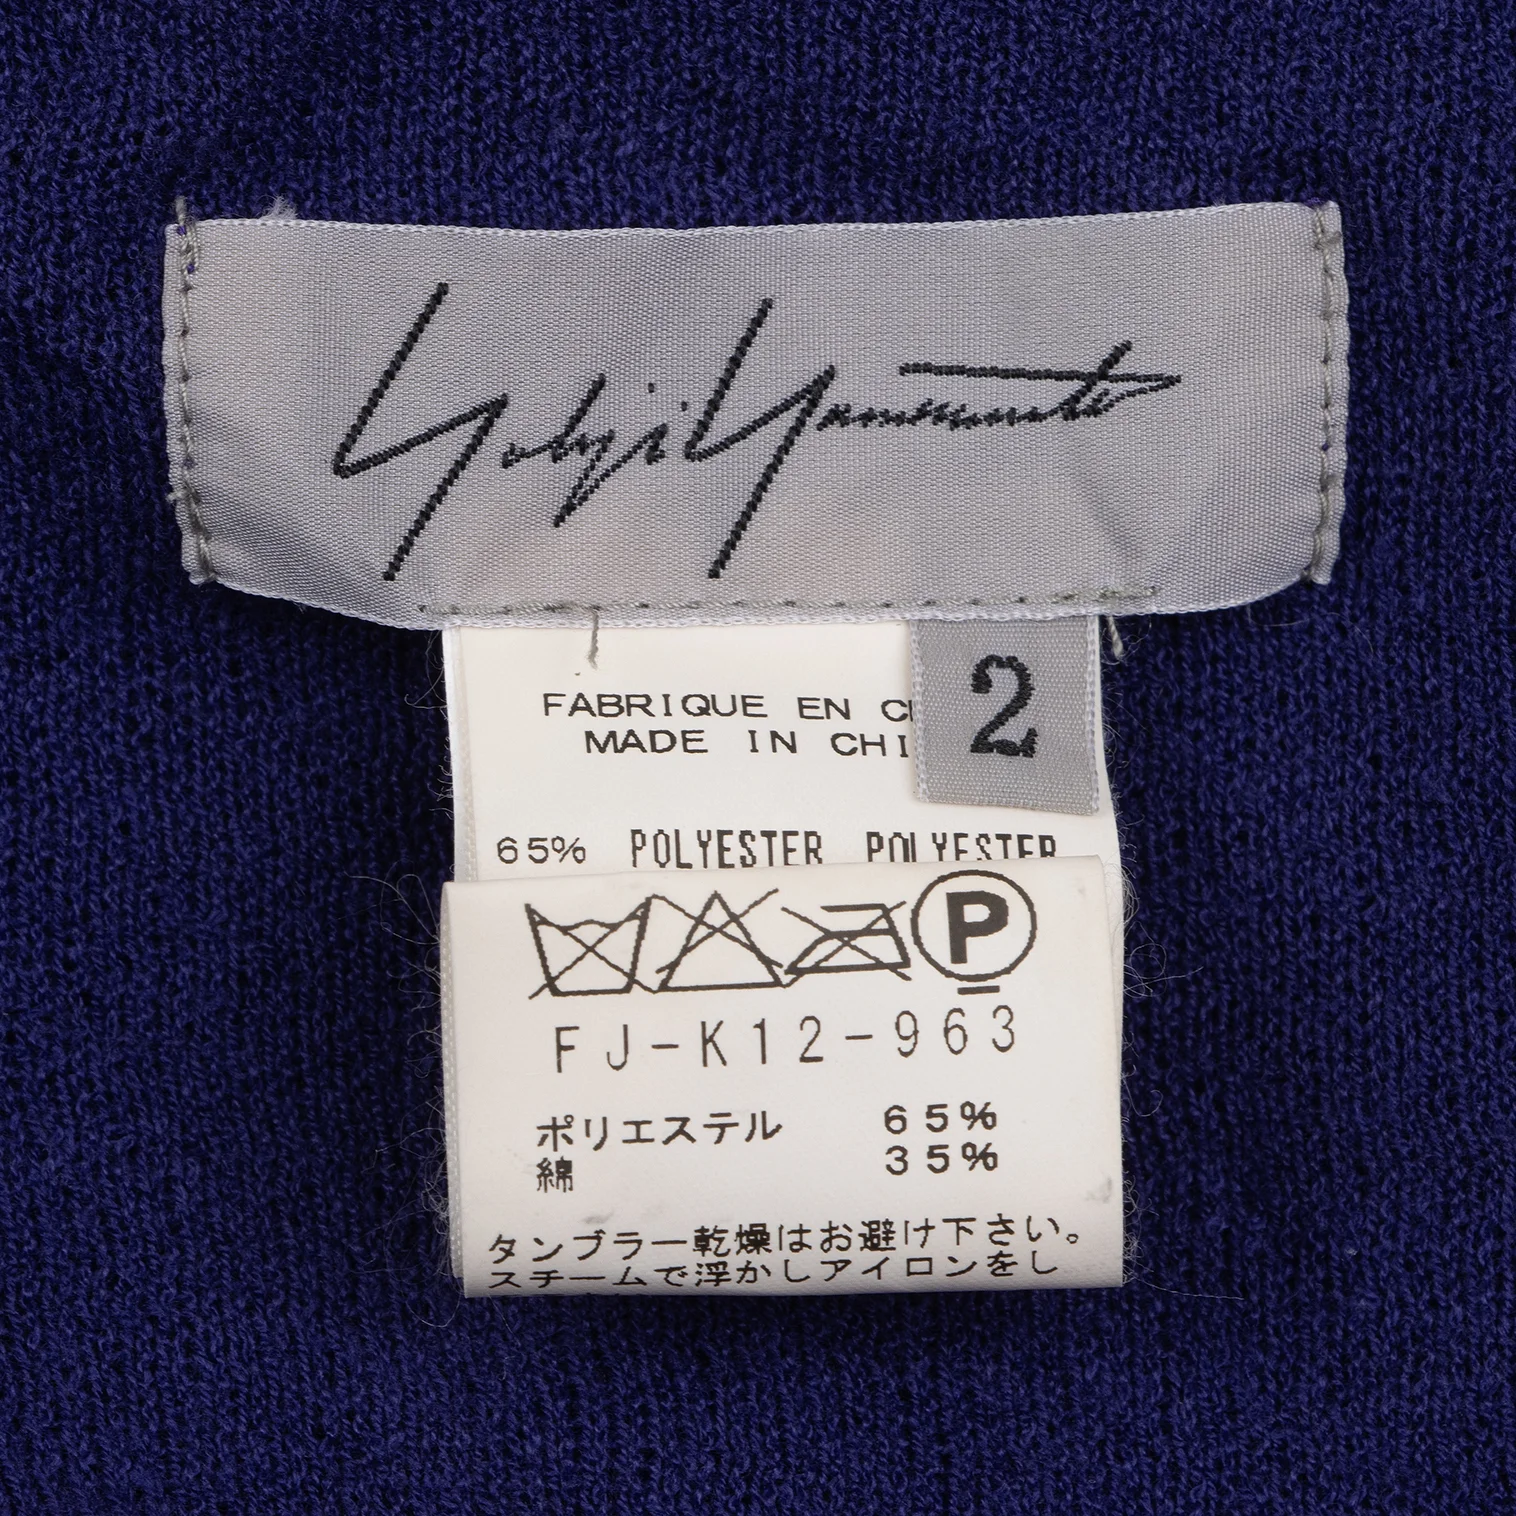 Yohji Yamamoto
2
FABRIQUE EN
MADE IN
65% POLYESTER POLYESTER
P
FJ-K12-963
ポリエステル 65%
綿 35%
タンブラー乾燥はお避け下さい。
スチームで浮かしアイロンをし